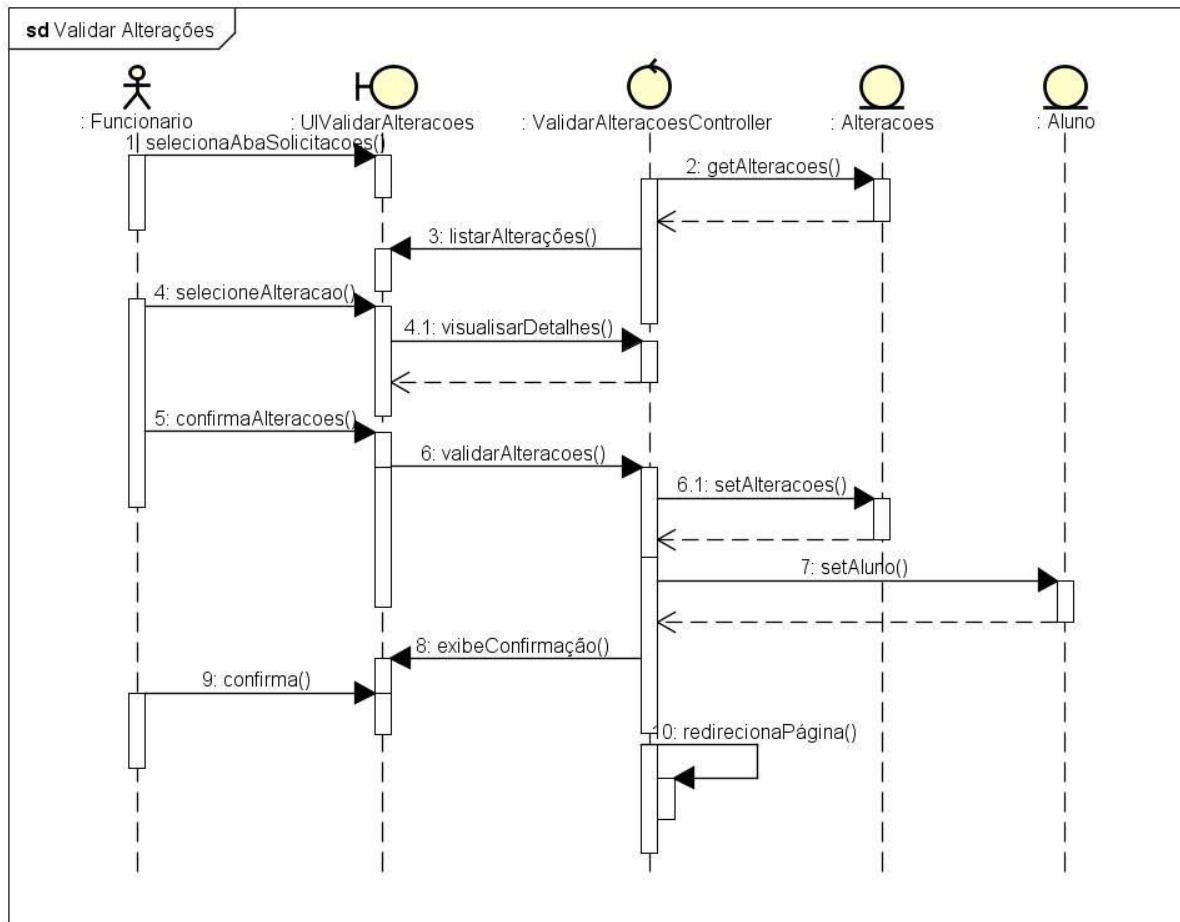 sd Validar Alterações
: Funcionario
: UIValidarAlteracoes
: ValidarAlteracoesController
: Alteracoes
: Aluno
1: selecionaAbaSolicitacoes()
2: getAlteracoes()
3: listarAlterações()
4: selecioneAlteracao()
4.1: visualisarDetalhes()
5: confirmaAlteracoes()
6: validarAlteracoes()
6.1: setAlteracoes()
7: setAluno()
8: exibeConfirmação()
9: confirma()
10: redirecionaPágina()